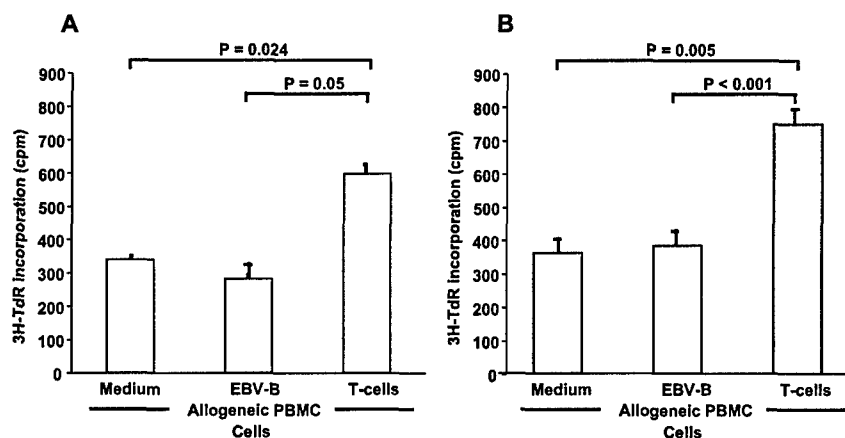 A
P = 0.024
P = 0.05
3H-TdR incorporation (cpm)
900
800
700
600
500
400
300
200
100
0
Medium EBV-B T-cells
Allogeneic PBMC
Cells
B
P = 0.005
P < 0.001
3H-TdR incorporation (cpm)
900
800
700
600
500
400
300
200
100
0
Medium EBV-B T-cells
Allogeneic PBMC
Cells